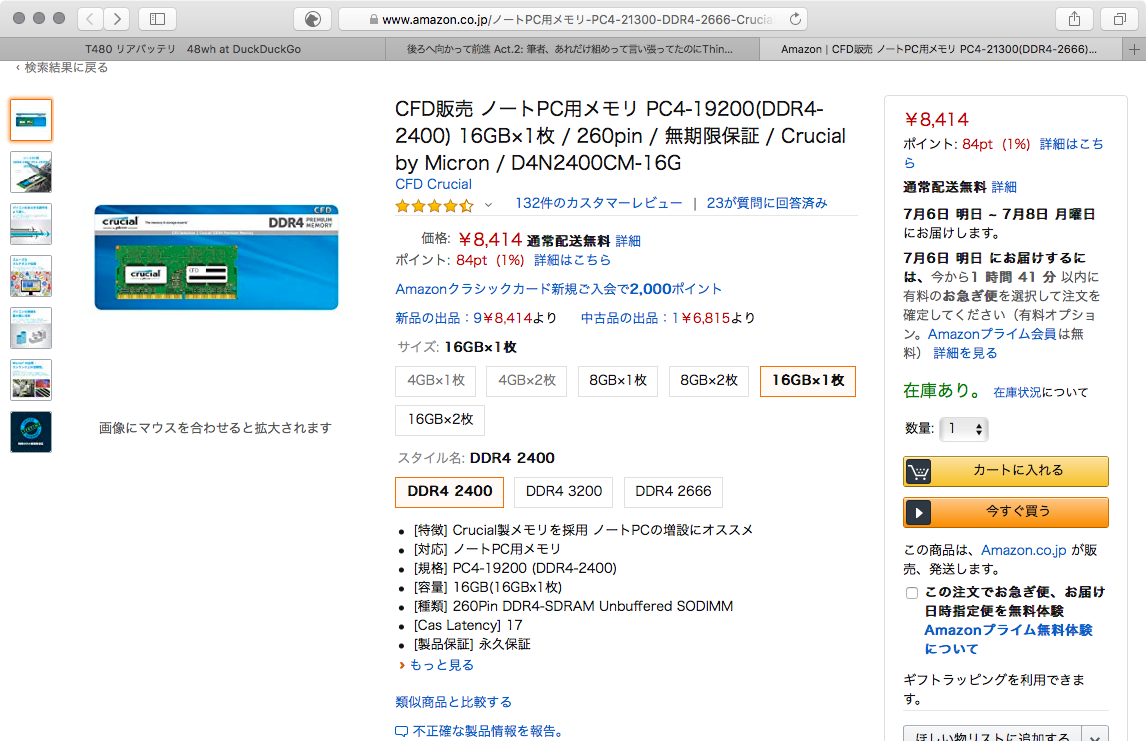 www.amazon.co.jp/ノートPC用メモリ-PC4-21300-DDR4-2666-Crucia
T480 リアバッテリ　48wh at DuckDuckGo
後ろへ向かって前進 Act.2: 筆者、あれだけ組めって言い張ってたのにThin...
Amazon | CFD販売 ノートPC用メモリ PC4-21300(DDR4-2666)...
‹ 検索結果に戻る
CFD販売 ノートPC用メモリ PC4-19200(DDR4-
2400) 16GB×1枚 / 260pin / 無期限保証 / Crucial
by Micron / D4N2400CM-16G
CFD Crucial
132件のカスタマーレビュー | 23が質問に回答済み
価格: ￥8,414 通常配送無料 詳細
ポイント: 84pt (1%) 詳細はこちら
Amazonクラシックカード新規ご入会で2,000ポイント
新品の出品：9￥8,414より 中古品の出品：1￥6,815より
サイズ: 16GB×1枚
4GB×1枚 4GB×2枚 8GB×1枚 8GB×2枚 16GB×1枚
16GB×2枚
スタイル名: DDR4 2400
DDR4 2400 DDR4 3200 DDR4 2666
• [特徴] Crucial製メモリを採用 ノートPCの増設にオススメ
• [対応] ノートPC用メモリ
• [規格] PC4-19200 (DDR4-2400)
• [容量] 16GB(16GBx1枚)
• [種類] 260Pin DDR4-SDRAM Unbuffered SODIMM
• [Cas Latency] 17
• [製品保証] 永久保証
› もっと見る
類似商品と比較する
不正確な製品情報を報告。
CFD
crucial
DDR4 PREMIUM
MEMORY
crucial
CFD
画像にマウスを合わせると拡大されます
￥8,414
ポイント: 84pt (1%) 詳細はこち
ら
通常配送無料 詳細
7月6日 明日 ~ 7月8日 月曜日
にお届けします。
7月6日 明日 にお届けするに
は、今から1 時間 41 分 以内に
有料のお急ぎ便を選択して注文を
確定してください（有料オプショ
ン。Amazonプライム会員は無
料） 詳細を見る
在庫あり。 在庫状況について
数量: 1
カートに入れる
今すぐ買う
この商品は、Amazon.co.jp が販
売、発送します。
この注文でお急ぎ便、お届け
日時指定便を無料体験
Amazonプライム無料体験
について
ギフトラッピングを利用できま
す。
ほしい物リストに追加する